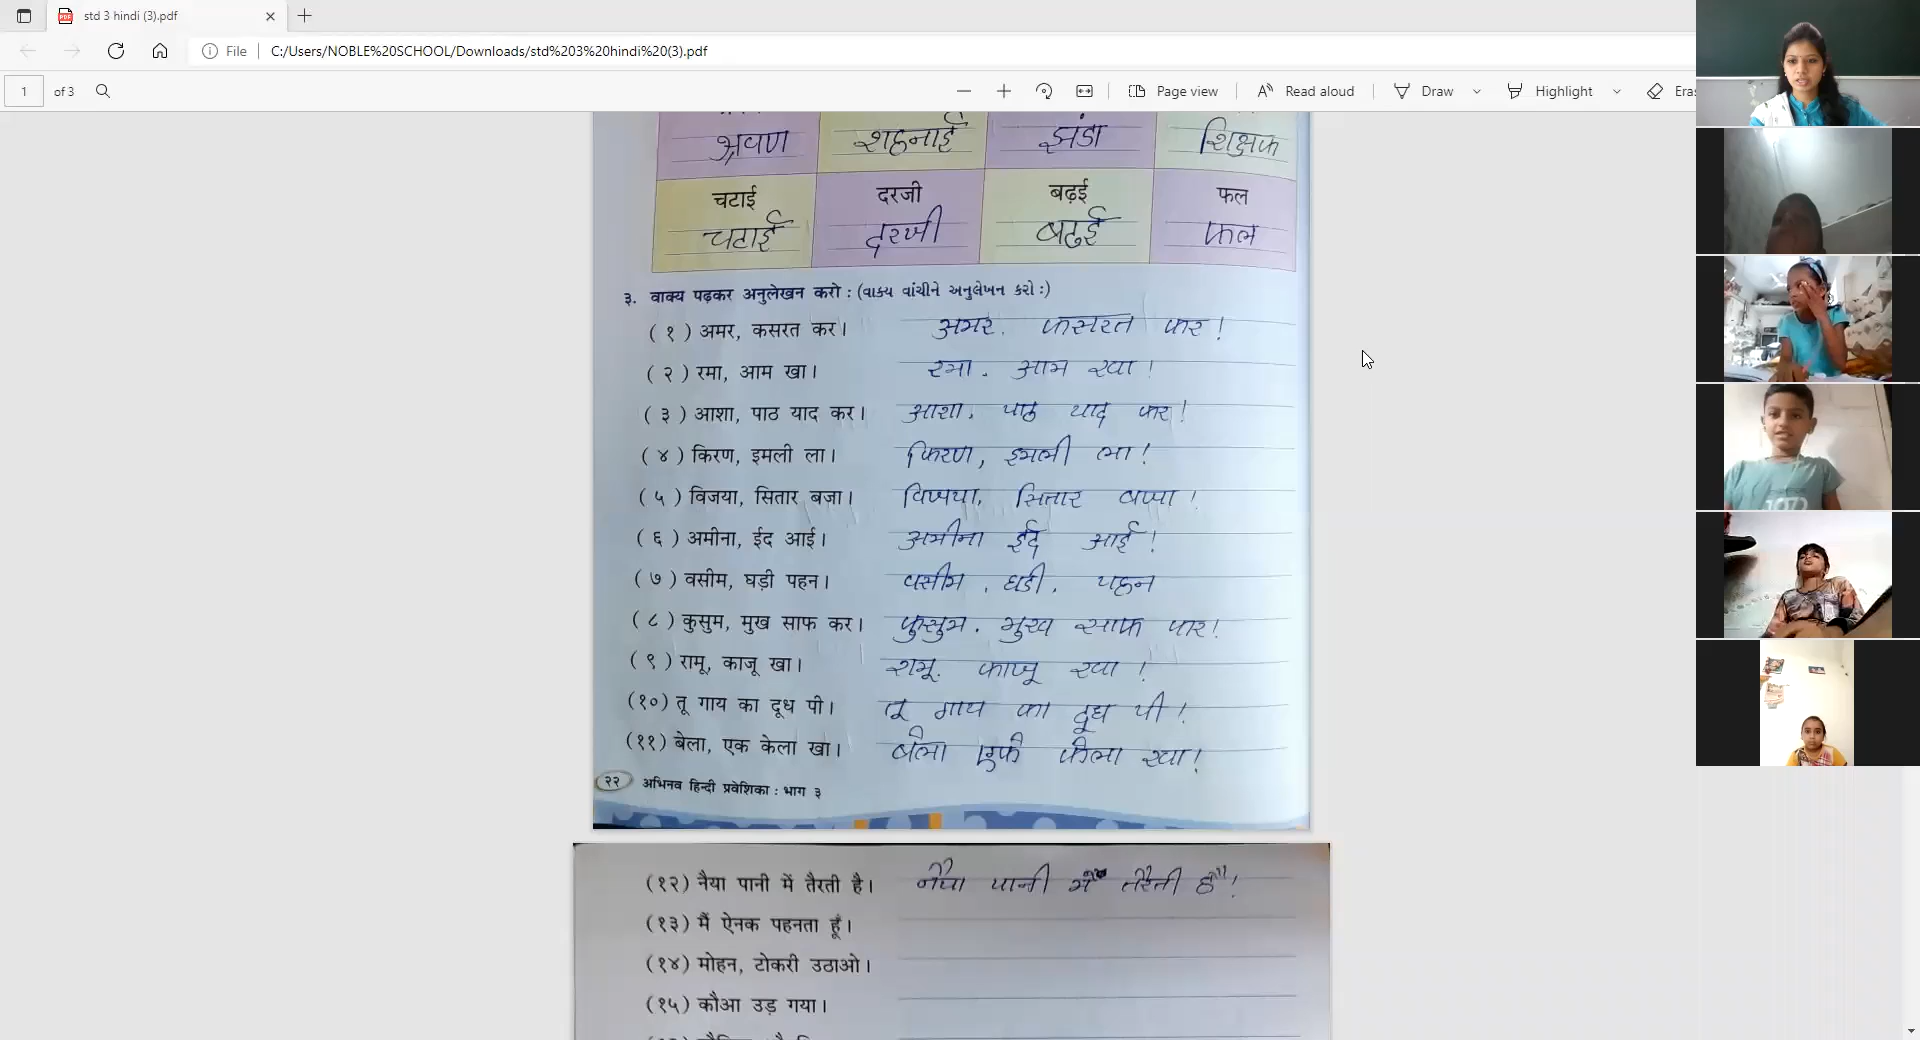 std 3 hindi (3).pdf
File C:/Users/NOBLE%20SCHOOL/Downloads/std%203%20hindi%20(3).pdf
1 of 3 Page view Read aloud Draw Highlight Eras
श्रवण शहनाई झंडा शिक्षक
चटाई दरजी बढ़ई फल
चटाई दरजी बढई फल
३. वाक्य पढ़कर अनुलेखन करो : (વાક્ય વાંચીને અનુલેખન કરો :)
(१) अमर, कसरत कर। अमर. कसरत कर!
(२) रमा, आम खा। रमा. आम खा!
(३) आशा, पाठ याद कर। आशा. पाठ याद कर!
(४) किरण, इमली ला। किरण, इमली ला!
(५) विजया, सितार बजा। विजया. सितार बजा!
(६) अमीना, ईद आई। अमीना ईद आई!
(७) वसीम, घड़ी पहन। वसीम. घडी. पहन
(८) कुसुम, मुख साफ कर। कुसुम. मुख साफ कर!
(९) रामू, काजू खा। रामू. काजू खा!
(१०) तू गाय का दूध पी। तू गाय का दूध पी!
(११) बेला, एक केला खा। बेला एक केला खा!
२२ अभिनव हिन्दी प्रवेशिका : भाग ३
(१२) नैया पानी में तैरती है। नैया पानी में तैरती है!
(१३) मैं ऐनक पहनता हूँ।
(१४) मोहन, टोकरी उठाओ।
(१५) कौआ उड़ गया।